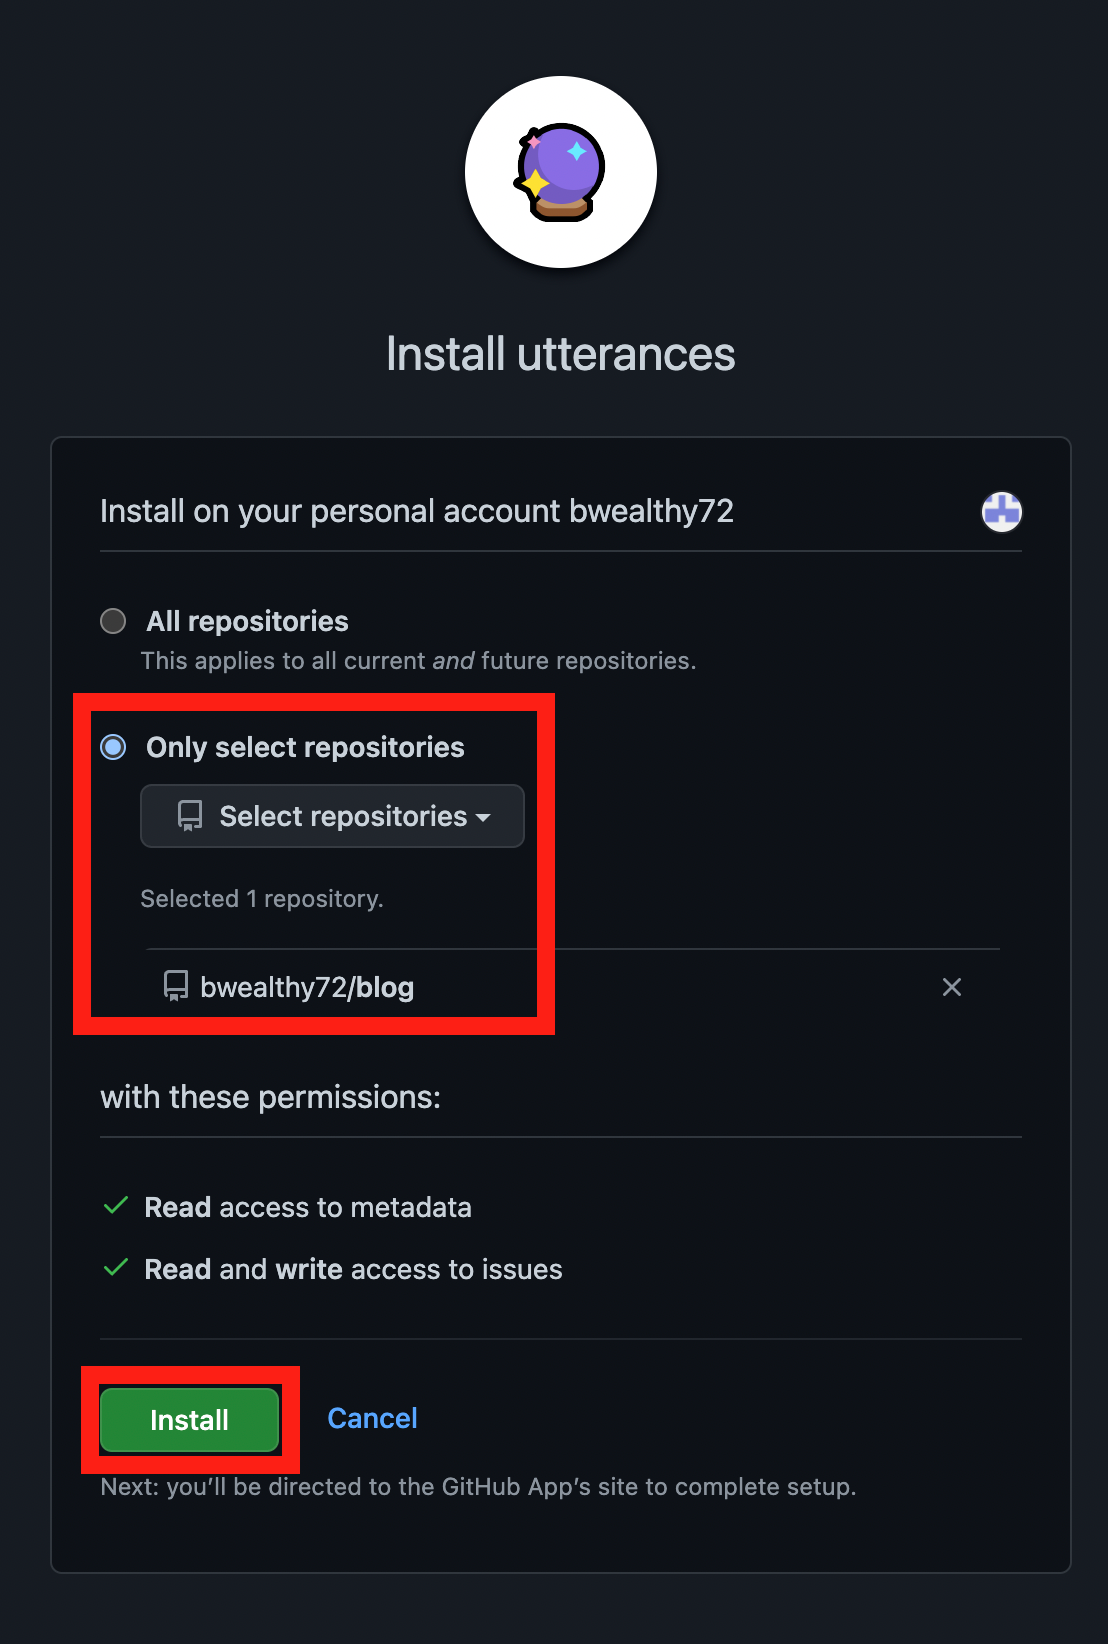 Install utterances
Install on your personal account bwealthy72
All repositories
This applies to all current and future repositories.
Only select repositories
Select repositories
Selected 1 repository.
bwealthy72/blog
with these permissions:
Read access to metadata
Read and write access to issues
Install
Cancel
Next: you’ll be directed to the GitHub App’s site to complete setup.